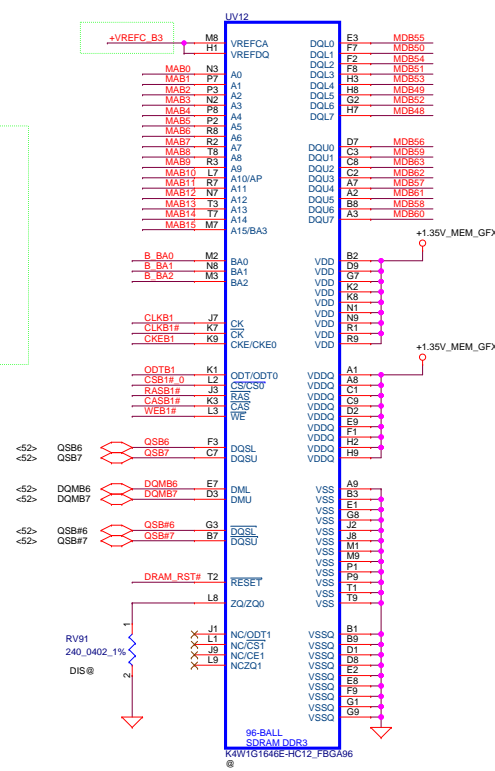 UV12
+VREFC_B3 M8 VREFCA
H1 VREFDQ
MAB0 N3 A0
MAB1 P7 A1
MAB2 P3 A2
MAB3 N2 A3
MAB4 P8 A4
MAB5 P2 A5
MAB6 R8 A6
MAB7 R2 A7
MAB8 T8 A8
MAB9 R3 A9
MAB10 L7 A10/AP
MAB11 R7 A11
MAB12 N7 A12
MAB13 T3 A13
MAB14 T7 A14
MAB15 M7 A15/BA3
B_BA0 M2 BA0
B_BA1 N8 BA1
B_BA2 M3 BA2
CLKB1 J7 CK
CLKB1# K7 CK
CKEB1 K9 CKE/CKE0
ODTB1 K1 ODT/ODT0
CSB1#_0 L2 CS/CS0
RASB1# J3 RAS
CASB1# K3 CAS
WEB1# L3 WE
<52> QSB6 QSB6 F3 DQSL
<52> QSB7 QSB7 C7 DQSU
<52> DQMB6 DQMB6 E7 DML
<52> DQMB7 DQMB7 D3 DMU
<52> QSB#6 QSB#6 G3 DQSL
<52> QSB#7 QSB#7 B7 DQSU
DRAM_RST# T2 RESET
L8 ZQ/ZQ0
1
RV91
240_0402_1%
2
DIS@
J1 NC/ODT1
L1 NC/CS1
J9 NC/CE1
L9 NCZQ1
DQL0 E3 MDB55
DQL1 F7 MDB50
DQL2 F2 MDB54
DQL3 F8 MDB51
DQL4 H3 MDB53
DQL5 H8 MDB49
DQL6 G2 MDB52
DQL7 H7 MDB48
DQU0 D7 MDB56
DQU1 C3 MDB59
DQU2 C8 MDB63
DQU3 C2 MDB62
DQU4 A7 MDB57
DQU5 A2 MDB61
DQU6 B8 MDB58
DQU7 A3 MDB60
+1.35V_MEM_GFX
VDD B2
VDD D9
VDD G7
VDD K2
VDD K8
VDD N1
VDD N9
VDD R1
VDD R9
+1.35V_MEM_GFX
VDDQ A1
VDDQ A8
VDDQ C1
VDDQ C9
VDDQ D2
VDDQ E9
VDDQ F1
VDDQ H2
VDDQ H9
VSS A9
VSS B3
VSS E1
VSS G8
VSS J2
VSS J8
VSS M1
VSS M9
VSS P1
VSS P9
VSS T1
VSS T9
VSSQ B1
VSSQ B9
VSSQ D1
VSSQ D8
VSSQ E2
VSSQ E8
VSSQ F9
VSSQ G1
VSSQ G9
96-BALL
SDRAM DDR3
K4W1G1646E-HC12_FBGA96
@